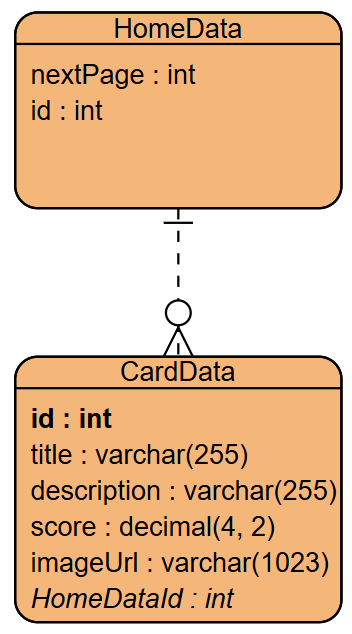 HomeData
nextPage : int
id : int
CardData
id : int
title : varchar(255)
description : varchar(255)
score : decimal(4, 2)
imageUrl : varchar(1023)
HomeDataId : int